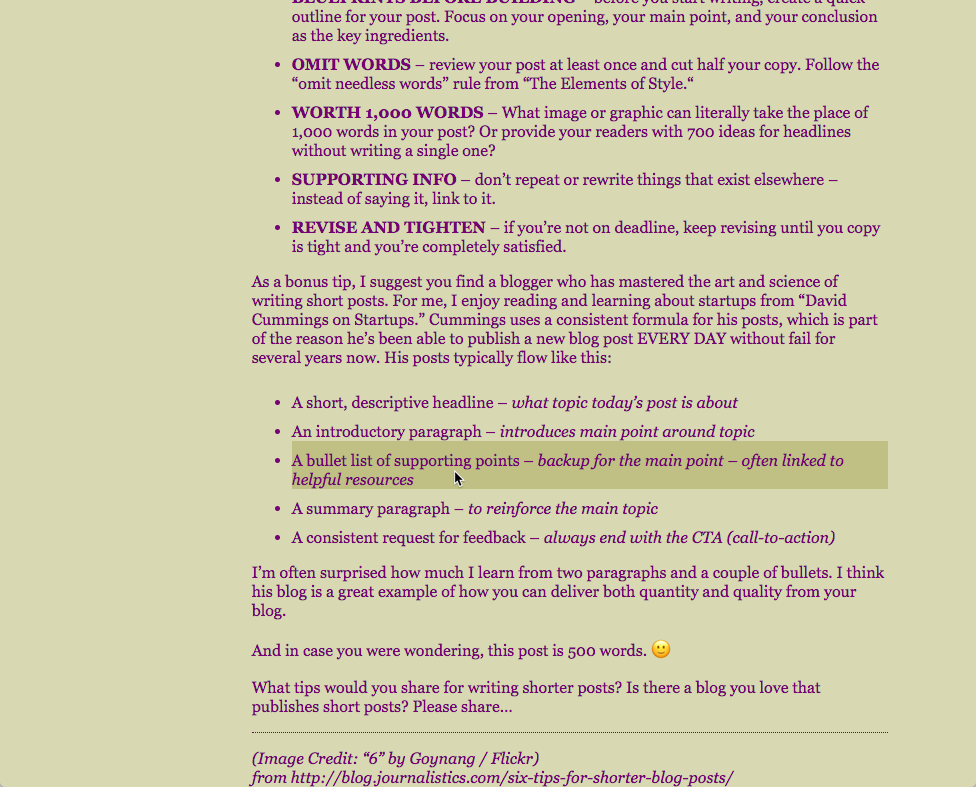 BLUEPRINTS BEFORE BUILDING – before you start writing, create a quick
outline for your post. Focus on your opening, your main point, and your conclusion
as the key ingredients.
• OMIT WORDS – review your post at least once and cut half your copy. Follow the
“omit needless words” rule from “The Elements of Style.“
• WORTH 1,000 WORDS – What image or graphic can literally take the place of
1,000 words in your post? Or provide your readers with 700 ideas for headlines
without writing a single one?
• SUPPORTING INFO – don’t repeat or rewrite things that exist elsewhere –
instead of saying it, link to it.
• REVISE AND TIGHTEN – if you’re not on deadline, keep revising until you copy
is tight and you’re completely satisfied.
As a bonus tip, I suggest you find a blogger who has mastered the art and science of
writing short posts. For me, I enjoy reading and learning about startups from “David
Cummings on Startups.” Cummings uses a consistent formula for his posts, which is part
of the reason he’s been able to publish a new blog post EVERY DAY without fail for
several years now. His posts typically flow like this:
• A short, descriptive headline – what topic today’s post is about
• An introductory paragraph – introduces main point around topic
• A bullet list of supporting points – backup for the main point – often linked to
helpful resources
• A summary paragraph – to reinforce the main topic
• A consistent request for feedback – always end with the CTA (call-to-action)
I’m often surprised how much I learn from two paragraphs and a couple of bullets. I think
his blog is a great example of how you can deliver both quantity and quality from your
blog.
And in case you were wondering, this post is 500 words. 🙂
What tips would you share for writing shorter posts? Is there a blog you love that
publishes short posts? Please share…
(Image Credit: “6” by Goynang / Flickr)
from http://blog.journalistics.com/six-tips-for-shorter-blog-posts/